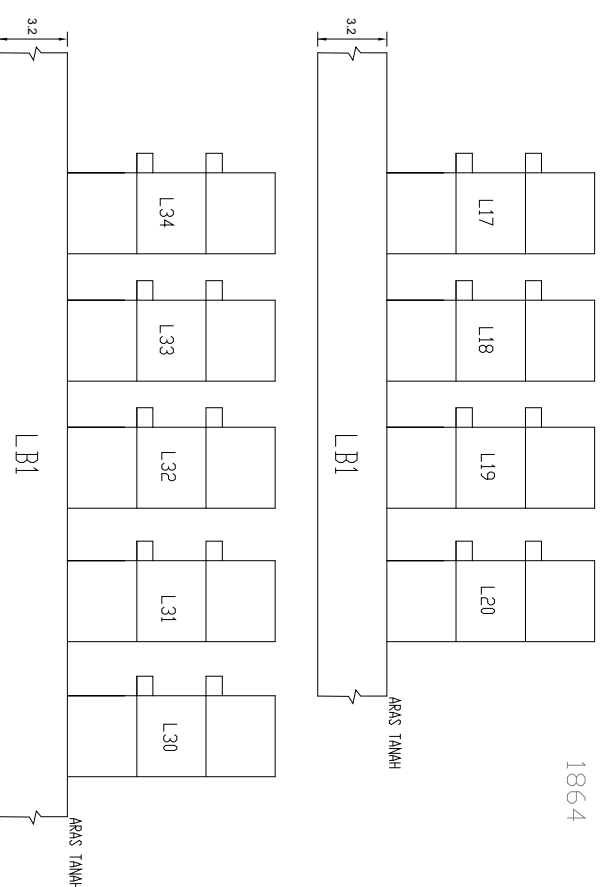 1864
L17
L18
L19
L20
3.2
LB1
ARAS TANAH
L34
L33
L32
L31
L30
3.2
LB1
ARAS TANAH